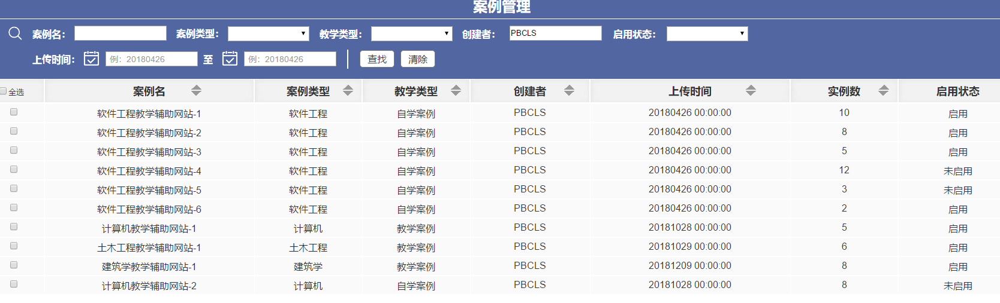 案例管理
案例名： 案例类型： 教学类型： 创建者： PBCLS 启用状态：
上传时间： 例：20180426 至 例：20180426 查找 清除
全选 案例名 案例类型 教学类型 创建者 上传时间 实例数 启用状态
软件工程教学辅助网站-1 软件工程 自学案例 PBCLS 20180426 00:00:00 10 启用
软件工程教学辅助网站-2 软件工程 自学案例 PBCLS 20180426 00:00:00 8 启用
软件工程教学辅助网站-3 软件工程 自学案例 PBCLS 20180426 00:00:00 5 启用
软件工程教学辅助网站-4 软件工程 自学案例 PBCLS 20180426 00:00:00 12 未启用
软件工程教学辅助网站-5 软件工程 自学案例 PBCLS 20180426 00:00:00 3 未启用
软件工程教学辅助网站-6 软件工程 自学案例 PBCLS 20180426 00:00:00 2 启用
计算机教学辅助网站-1 计算机 教学案例 PBCLS 20181028 00:00:00 5 启用
土木工程教学辅助网站-1 土木工程 教学案例 PBCLS 20181029 00:00:00 6 启用
建筑学教学辅助网站-1 建筑学 教学案例 PBCLS 20181209 00:00:00 8 启用
计算机教学辅助网站-2 计算机 自学案例 PBCLS 20181028 00:00:00 8 未启用